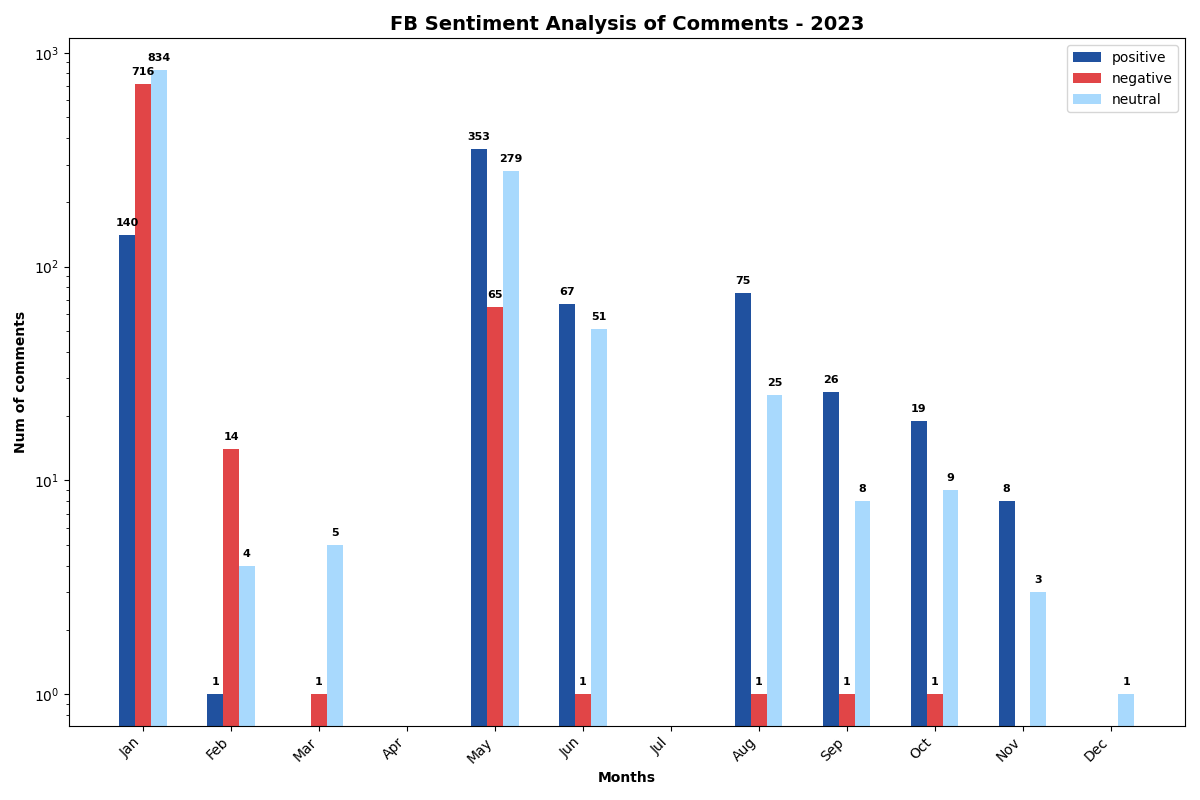 FB Sentiment Analysis of Comments - 2023
positive
negative
neutral
Num of comments
10³
10²
10¹
10⁰
140
716
834
1
14
4
1
5
353
65
279
67
1
51
75
1
25
26
1
8
19
1
9
8
3
1
Jan
Feb
Mar
Apr
May
Jun
Jul
Aug
Sep
Oct
Nov
Dec
Months